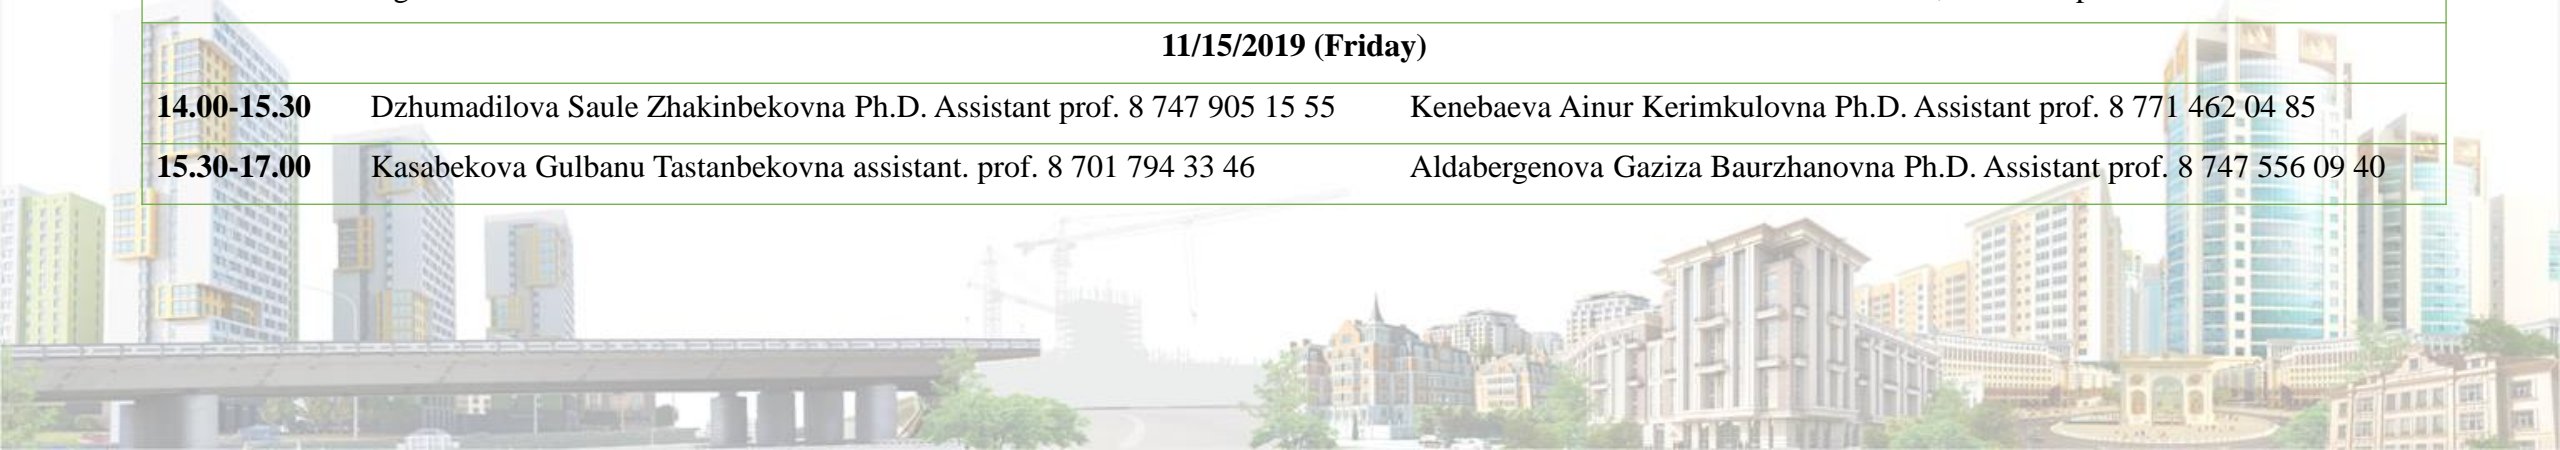 11/15/2019 (Friday)
14.00-15.30 Dzhumadilova Saule Zhakinbekovna Ph.D. Assistant prof. 8 747 905 15 55 Kenebaeva Ainur Kerimkulovna Ph.D. Assistant prof. 8 771 462 04 85
15.30-17.00 Kasabekova Gulbanu Tastanbekovna assistant. prof. 8 701 794 33 46 Aldabergenova Gaziza Baurzhanovna Ph.D. Assistant prof. 8 747 556 09 40